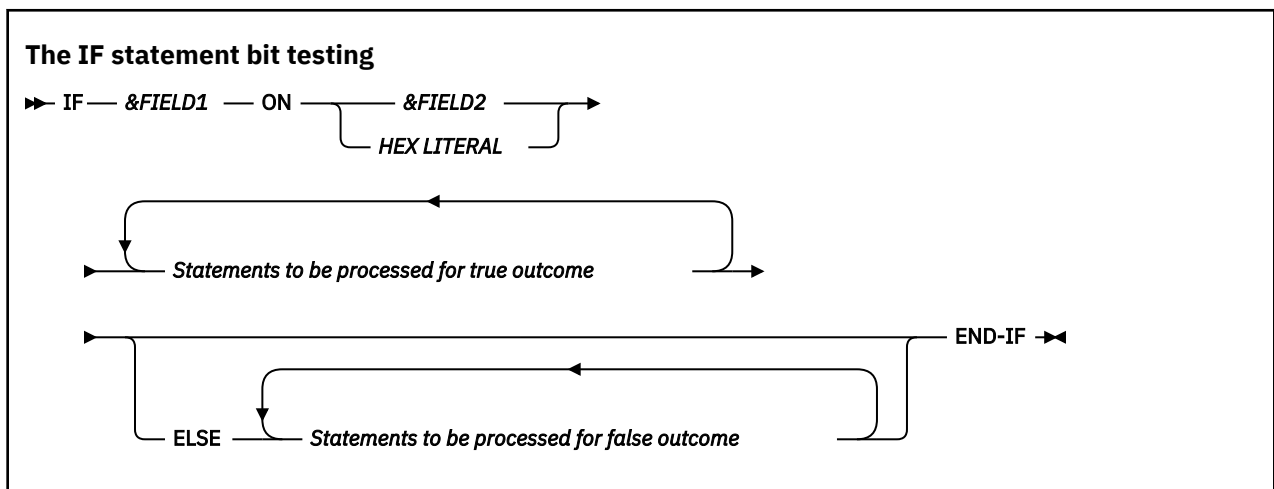 The IF statement bit testing
IF &FIELD1 ON &FIELD2
HEX LITERAL
Statements to be processed for true outcome
END-IF
ELSE Statements to be processed for false outcome